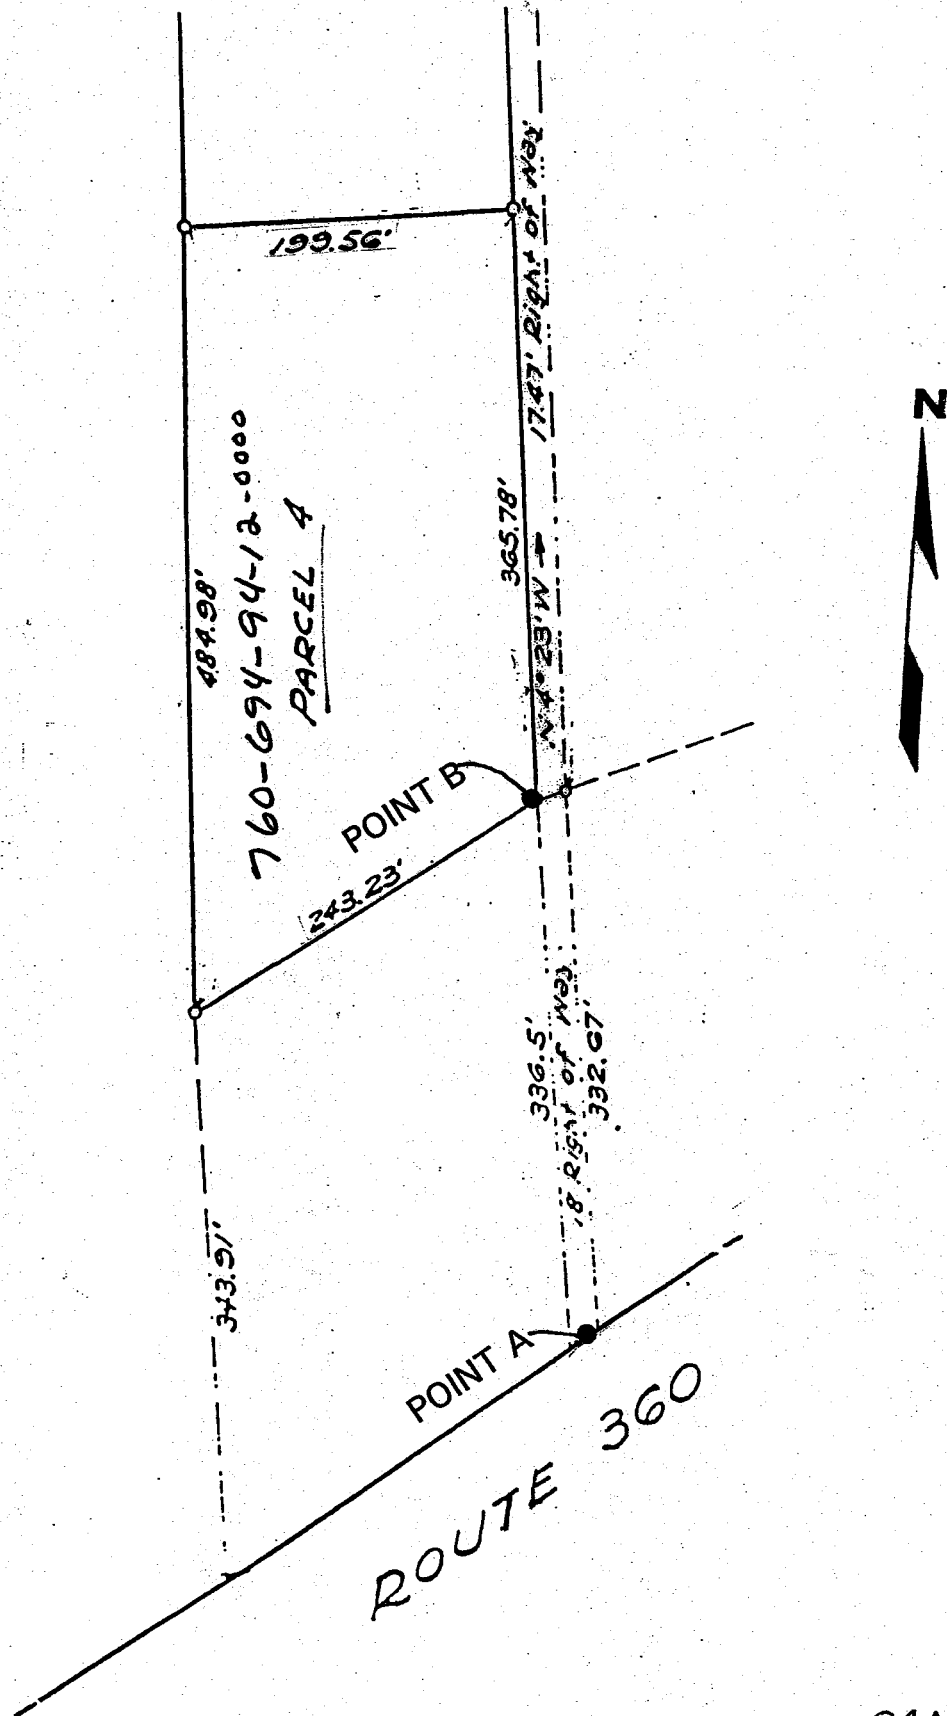 199.56'
17.47' Right of Way
N
365.78'
484.98'
760-694-94-12-0000
PARCEL 4
N 4° 23' W
POINT B
243.23'
336.5'
18 Right of Way
332.67'
343.91'
POINT A
ROUTE 360